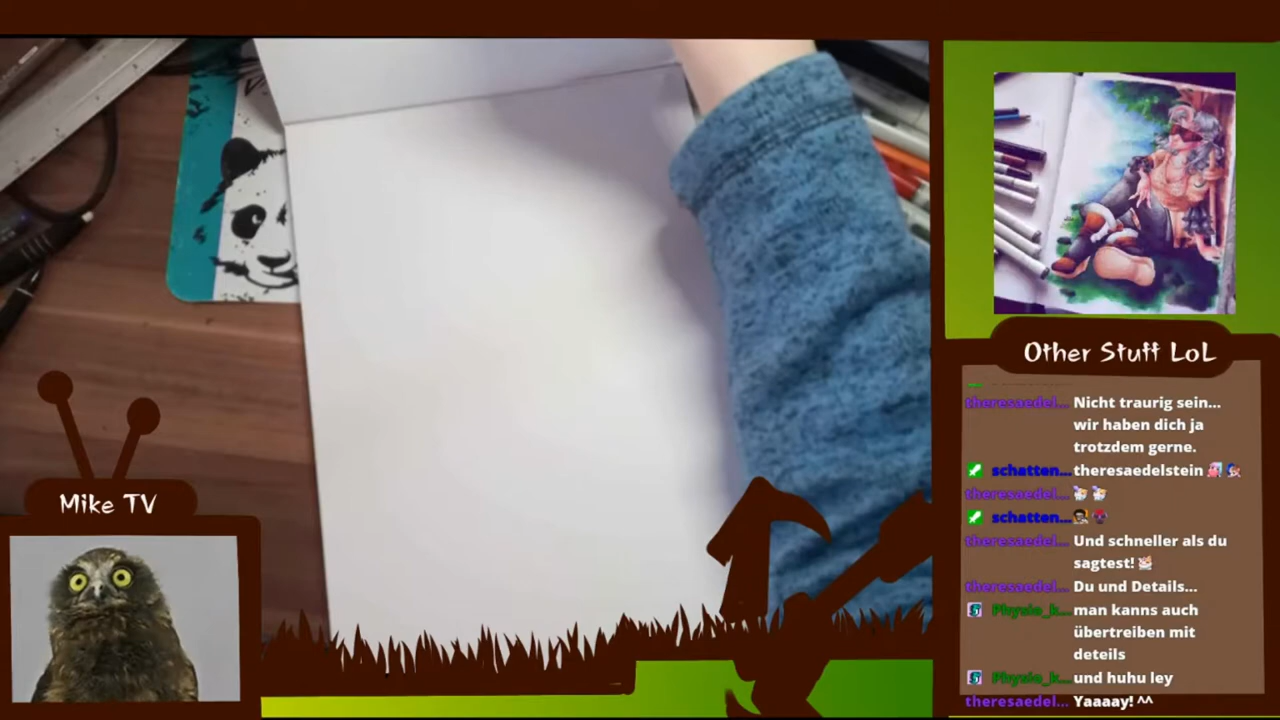 Other Stuff LoL
theresaedel... Nicht traurig sein...
wir haben dich ja
trotzdem gerne.
schatten... theresaedelstein
theresaedel...
schatten...
theresaedel... Und schneller als du
sagtest!
theresaedel... Du und Details...
Physio_k... man kanns auch
übertreiben mit
deteils
Physio_k... und huhu ley
theresaedel... Yaaaay! ^^
Mike TV